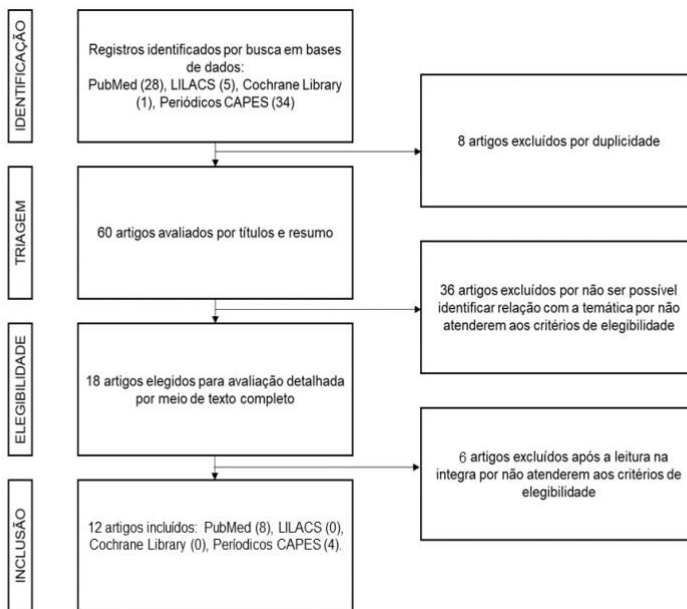 IDENTIFICAÇÃO
Registros identificados por busca em bases
de dados:
PubMed (28), LILACS (5), Cochrane Library
(1), Periódicos CAPES (34)
8 artigos excluídos por duplicidade
TRIAGEM
60 artigos avaliados por títulos e resumo
36 artigos excluídos por não ser possível
identificar relação com a temática por não
atenderem aos critérios de elegibilidade
ELEGIBILIDADE
18 artigos elegidos para avaliação detalhada
por meio de texto completo
6 artigos excluídos após a leitura na
integra por não atenderem aos critérios de
elegibilidade
INCLUSÃO
12 artigos incluídos: PubMed (8), LILACS (0),
Cochrane Library (0), Períodicos CAPES (4).